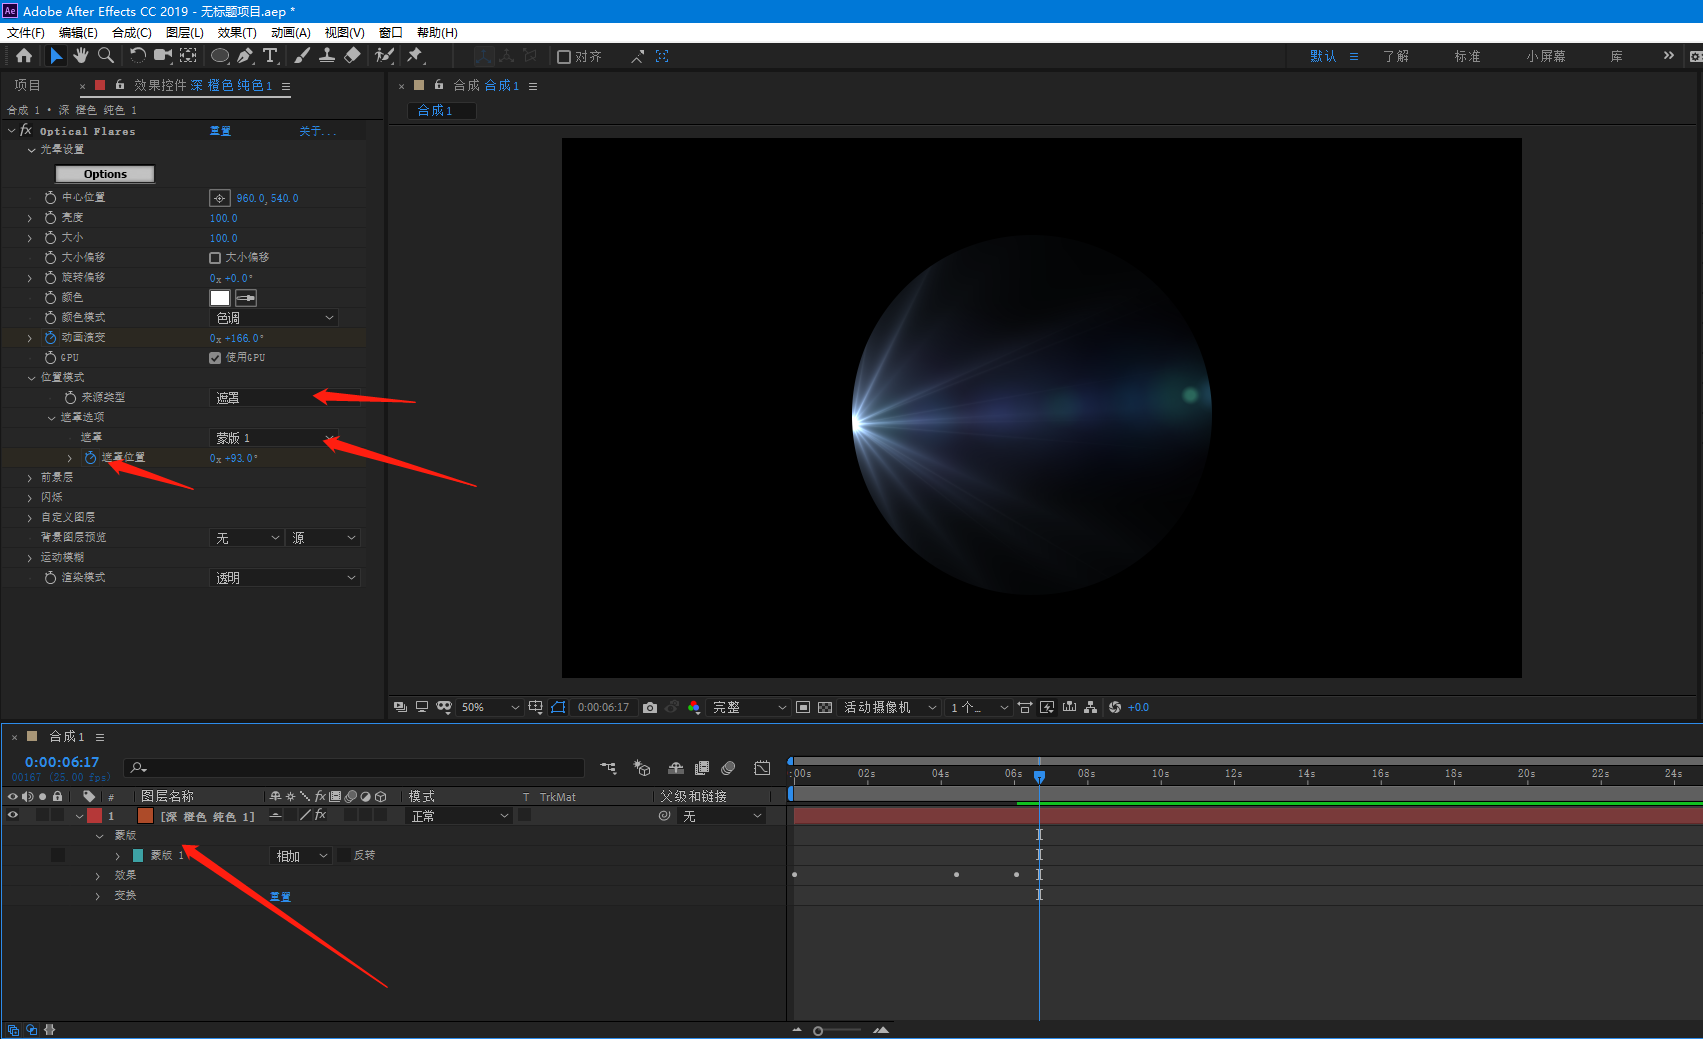 Ae Adobe After Effects CC 2019 - 无标题项目.aep *
文件(F) 编辑(E) 合成(C) 图层(L) 效果(T) 动画(A) 视图(V) 窗口 帮助(H)
对齐 默认 了解 标准 小屏幕 库
项目 × 效果控件 深 橙色 纯色 1
合成 1 • 深 橙色 纯色 1
fx Optical Flares 重置 关于...
光晕设置
Options
中心位置 960.0, 540.0
亮度 100.0
大小 100.0
大小偏移 大小偏移
旋转偏移 0x +0.0°
颜色
颜色模式 色调
动画演变 0x +166.0°
GPU 使用GPU
位置模式
来源类型 遮罩
遮罩选项
遮罩 蒙版 1
遮罩位置 0x +93.0°
前景层
闪烁
自定义图层
背景图层预览 无 源
运动模糊
渲染模式 透明
× 合成 合成 1
合成 1
50% 0:00:06:17 完整 活动摄像机 1 个... +0.0
× 合成 1
0:00:06:17
00167 (25.00 fps)
:00s 02s 04s 06s 08s 10s 12s 14s 16s 18s 20s 22s 24s
# 图层名称 fx 模式 T TrkMat 父级和链接
1 [深 橙色 纯色 1] fx 正常 无
蒙版
蒙版 1 相加 反转
效果
变换 重置